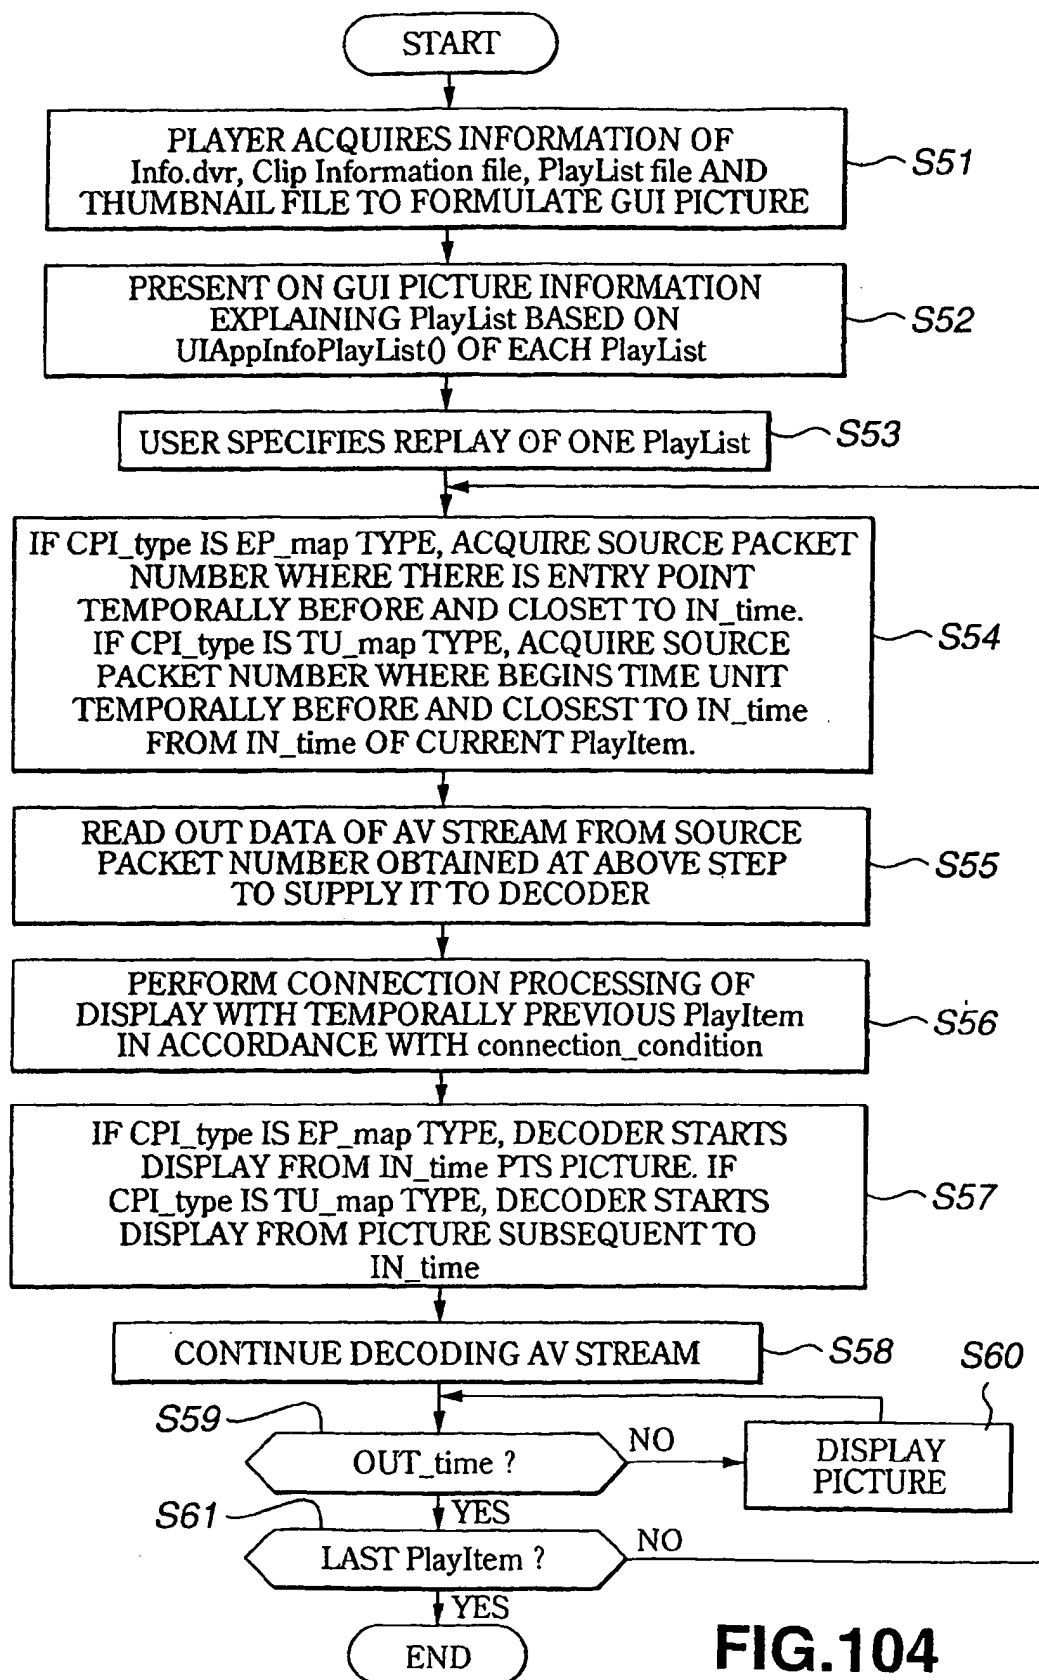 START
PLAYER ACQUIRES INFORMATION OF
Info.dvr, Clip Information file, PlayList file AND
THUMBNAIL FILE TO FORMULATE GUI PICTURE
S51
PRESENT ON GUI PICTURE INFORMATION
EXPLAINING PlayList BASED ON
UIAppInfoPlayList() OF EACH PlayList
S52
USER SPECIFIES REPLAY OF ONE PlayList
S53
IF CPI_type IS EP_map TYPE, ACQUIRE SOURCE PACKET
NUMBER WHERE THERE IS ENTRY POINT
TEMPORALLY BEFORE AND CLOSET TO IN_time.
IF CPI_type IS TU_map TYPE, ACQUIRE SOURCE
PACKET NUMBER WHERE BEGINS TIME UNIT
TEMPORALLY BEFORE AND CLOSEST TO IN_time
FROM IN_time OF CURRENT PlayItem.
S54
READ OUT DATA OF AV STREAM FROM SOURCE
PACKET NUMBER OBTAINED AT ABOVE STEP
TO SUPPLY IT TO DECODER
S55
PERFORM CONNECTION PROCESSING OF
DISPLAY WITH TEMPORALLY PREVIOUS PlayItem
IN ACCORDANCE WITH connection_condition
S56
IF CPI_type IS EP_map TYPE, DECODER STARTS
DISPLAY FROM IN_time PTS PICTURE. IF
CPI_type IS TU_map TYPE, DECODER STARTS
DISPLAY FROM PICTURE SUBSEQUENT TO
IN_time
S57
CONTINUE DECODING AV STREAM
S58
S60
S59
OUT_time ?
NO
DISPLAY
PICTURE
YES
S61
LAST PlayItem ?
NO
YES
END
FIG.104